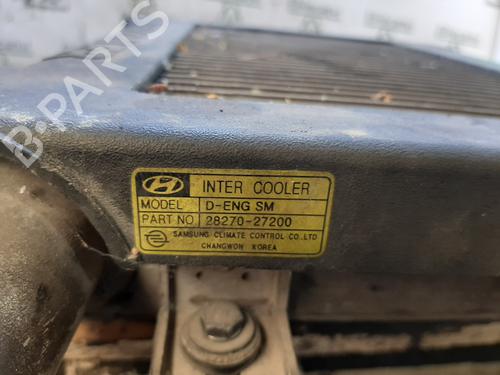 B-PARTS
INTER COOLER
MODEL D-ENG SM
PART NO 28270-27200
SAMSUNG CLIMATE CONTROL CO.,LTD
CHANGWON KOREA